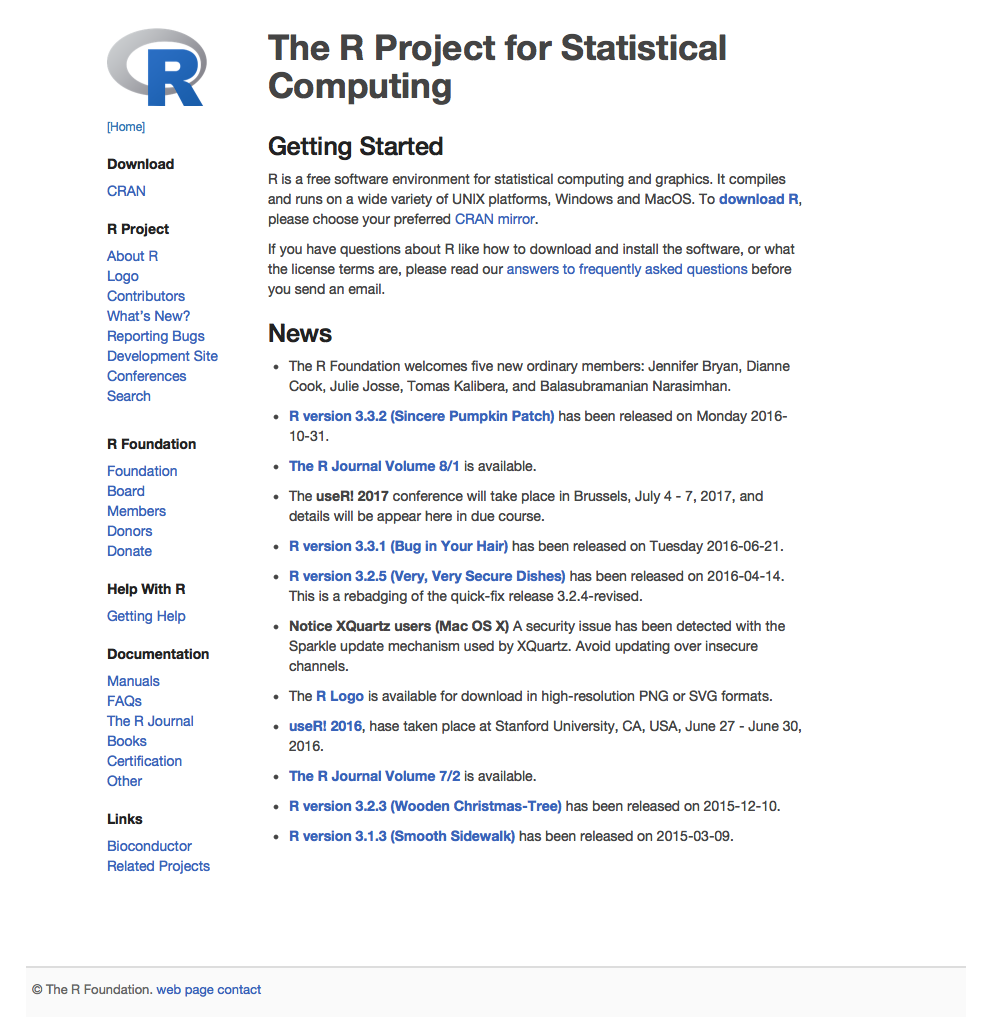 R
[Home]
Download
CRAN
R Project
About R
Logo
Contributors
What's New?
Reporting Bugs
Development Site
Conferences
Search
R Foundation
Foundation
Board
Members
Donors
Donate
Help With R
Getting Help
Documentation
Manuals
FAQs
The R Journal
Books
Certification
Other
Links
Bioconductor
Related Projects
The R Project for Statistical
Computing
Getting Started
R is a free software environment for statistical computing and graphics. It compiles
and runs on a wide variety of UNIX platforms, Windows and MacOS. To download R,
please choose your preferred CRAN mirror.
If you have questions about R like how to download and install the software, or what
the license terms are, please read our answers to frequently asked questions before
you send an email.
News
• The R Foundation welcomes five new ordinary members: Jennifer Bryan, Dianne
Cook, Julie Josse, Tomas Kalibera, and Balasubramanian Narasimhan.
• R version 3.3.2 (Sincere Pumpkin Patch) has been released on Monday 2016-
10-31.
• The R Journal Volume 8/1 is available.
• The useR! 2017 conference will take place in Brussels, July 4 - 7, 2017, and
details will be appear here in due course.
• R version 3.3.1 (Bug in Your Hair) has been released on Tuesday 2016-06-21.
• R version 3.2.5 (Very, Very Secure Dishes) has been released on 2016-04-14.
This is a rebadging of the quick-fix release 3.2.4-revised.
• Notice XQuartz users (Mac OS X) A security issue has been detected with the
Sparkle update mechanism used by XQuartz. Avoid updating over insecure
channels.
• The R Logo is available for download in high-resolution PNG or SVG formats.
• useR! 2016, hase taken place at Stanford University, CA, USA, June 27 - June 30,
2016.
• The R Journal Volume 7/2 is available.
• R version 3.2.3 (Wooden Christmas-Tree) has been released on 2015-12-10.
• R version 3.1.3 (Smooth Sidewalk) has been released on 2015-03-09.
© The R Foundation. web page contact